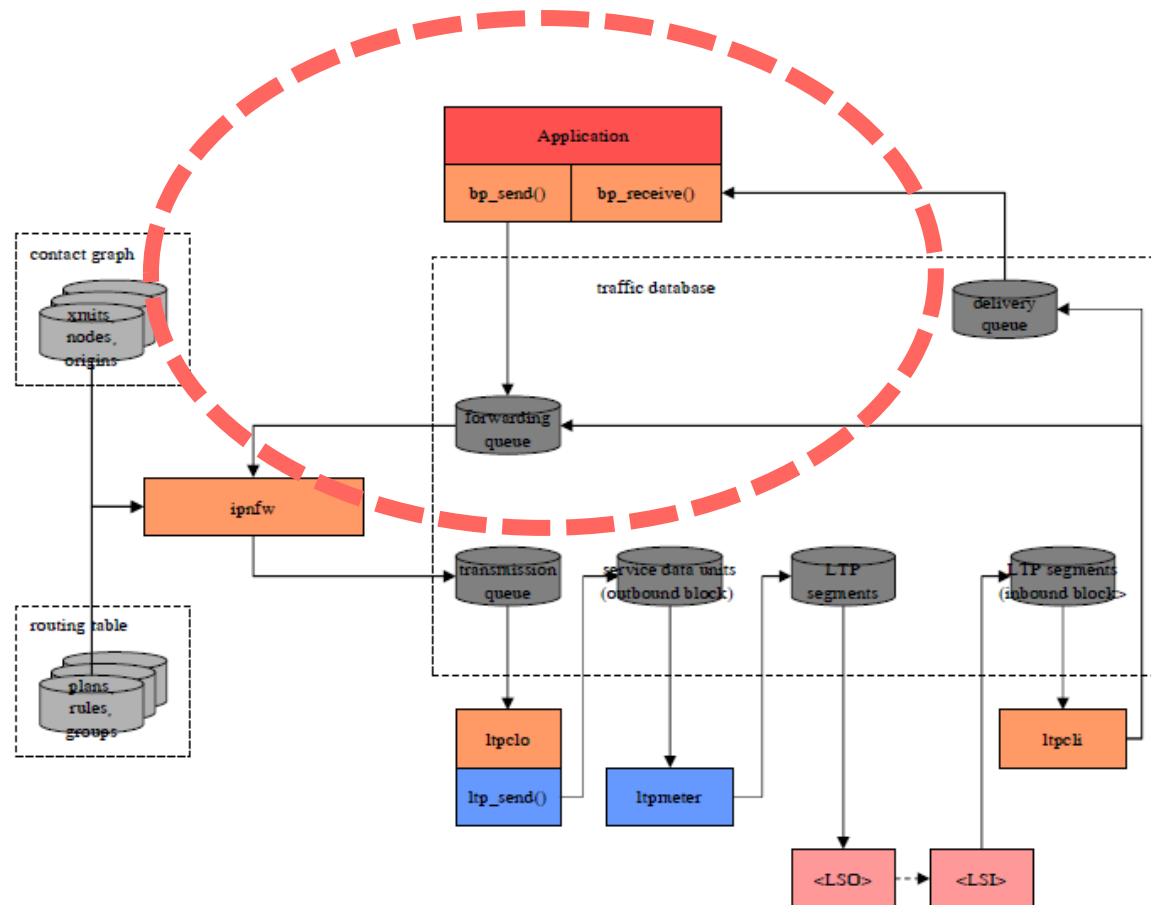 Application
bp_send()
bp_receive()
contact graph
xmits,
nodes,
origins
traffic database
delivery
queue
forwarding
queue
ipnfw
transmission
queue
service data units
(outbound block)
LTP
segments
LTP segments
(inbound block>
routing table
plans,
rules,
groups
ltpclo
ltp_send()
ltpmeter
ltpcli
<LSO>
<LSI>